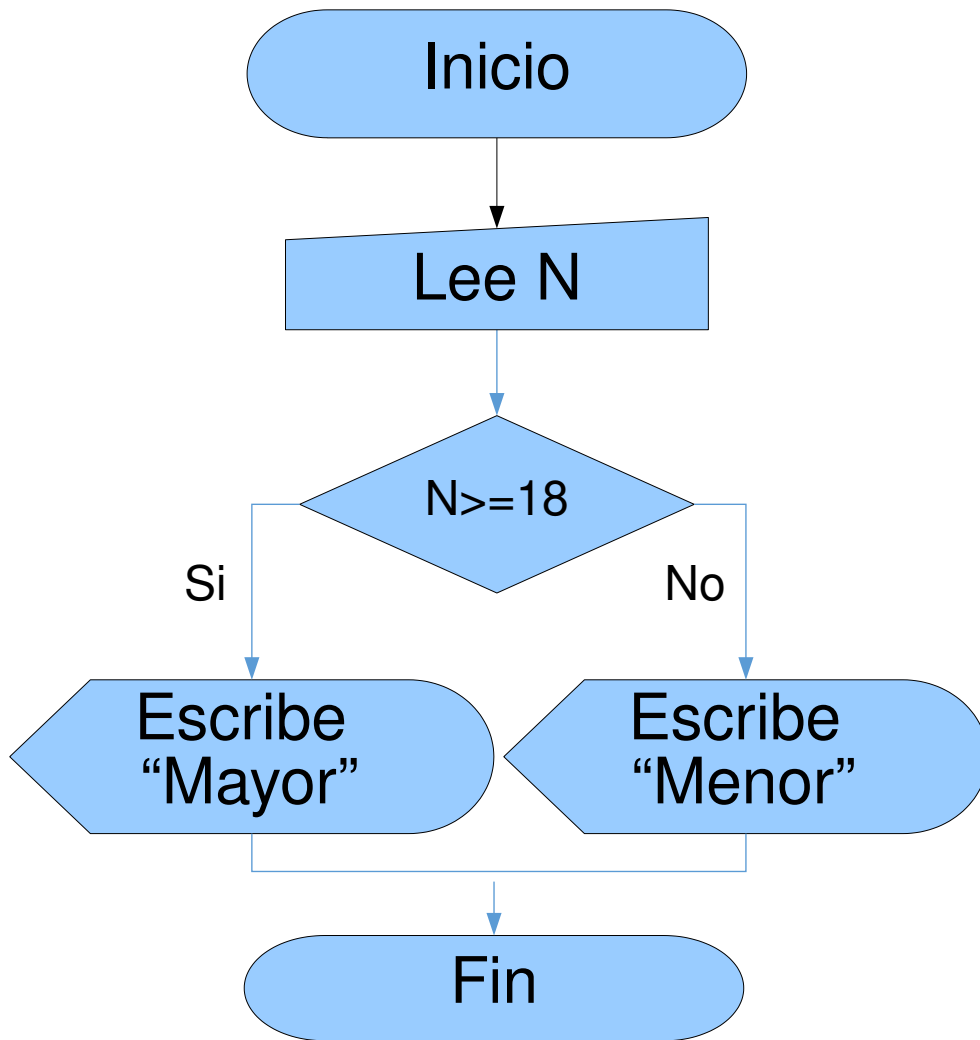 Inicio
Lee N
N>=18
Si
No
Escribe
“Mayor”
Escribe
“Menor”
Fin